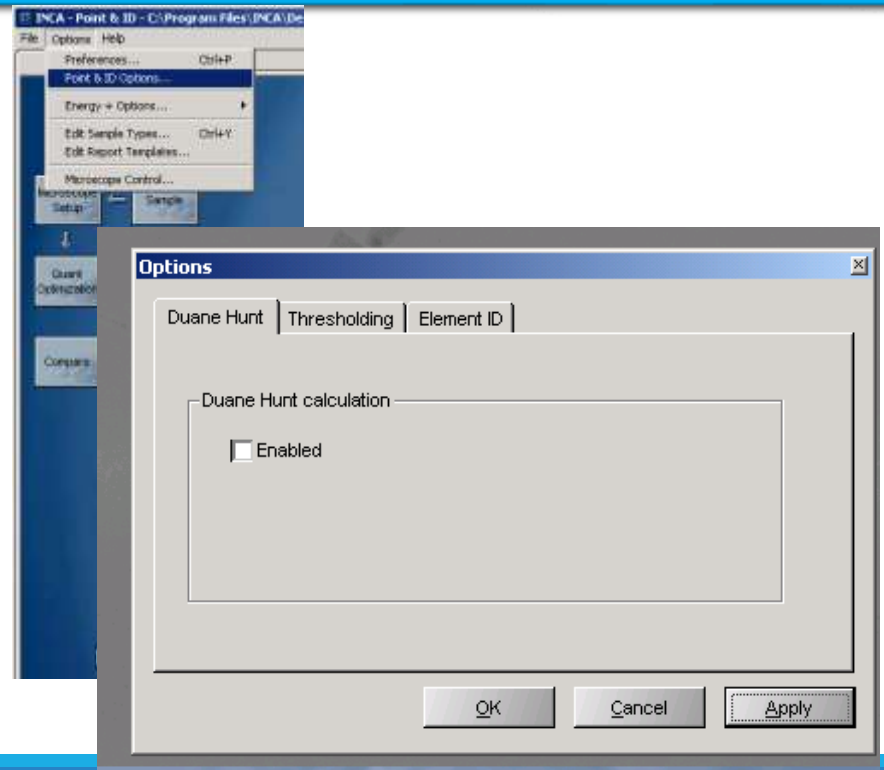 INCA - Point & ID - C:\Program Files\INCA\De
File Options Help
Preferences... Ctrl+P
Point & ID Options...
Energy + Options...
Edit Sample Types... Ctrl+Y
Edit Report Templates...
Microscope Control...
Microscope
Setup
Sample
Quant
Optimization
Compare
Options
Duane Hunt Thresholding Element ID
Duane Hunt calculation
Enabled
OK Cancel Apply